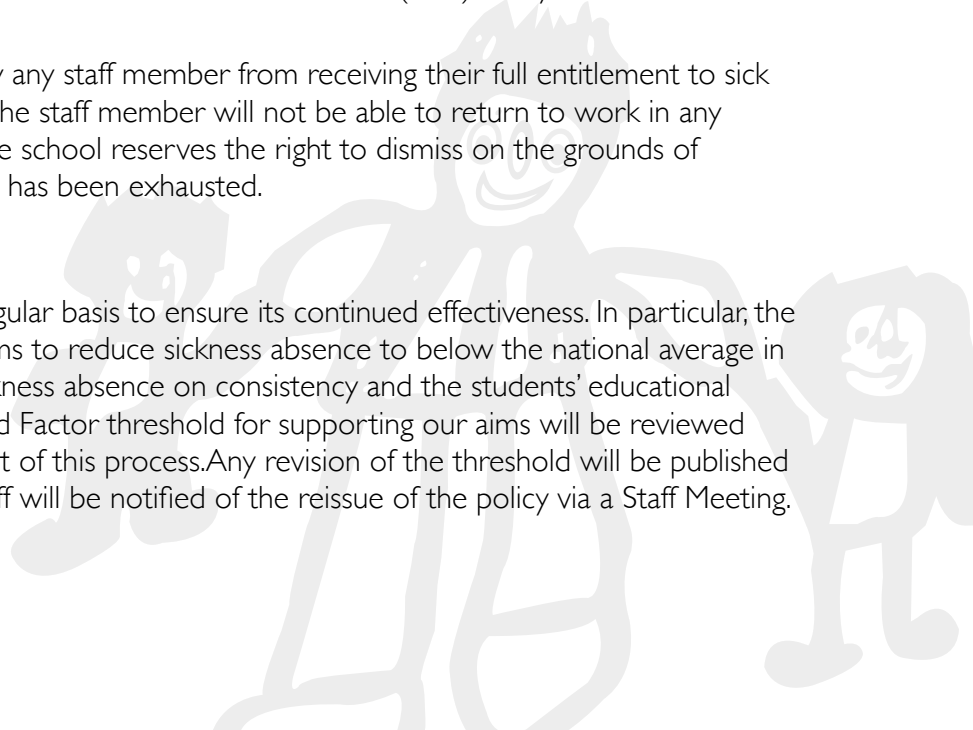 any staff member from receiving their full entitlement to sick
he staff member will not be able to return to work in any
e school reserves the right to dismiss on the grounds of
has been exhausted.
gular basis to ensure its continued effectiveness. In particular, the
ms to reduce sickness absence to below the national average in
kness absence on consistency and the students' educational
d Factor threshold for supporting our aims will be reviewed
t of this process.Any revision of the threshold will be published
ff will be notified of the reissue of the policy via a Staff Meeting.